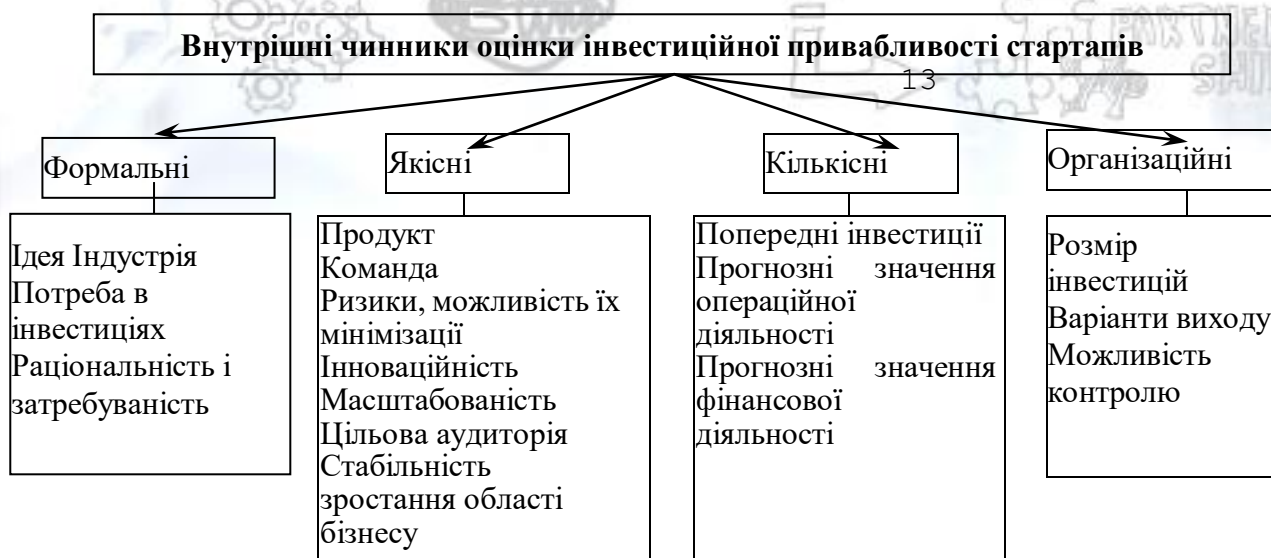 Внутрішні чинники оцінки інвестиційної привабливості стартапів
13
Формальні
Якісні
Кількісні
Організаційні
Ідея Індустрія
Потреба в
інвестиціях
Раціональність і
затребуваність
Продукт
Команда
Ризики, можливість їх
мінімізації
Інноваційність
Масштабованість
Цільова аудиторія
Стабільність
зростання області
бізнесу
Попередні інвестиції
Прогнозні значення
операційної
діяльності
Прогнозні значення
фінансової
діяльності
Розмір
інвестицій
Варіанти виходу
Можливість
контролю